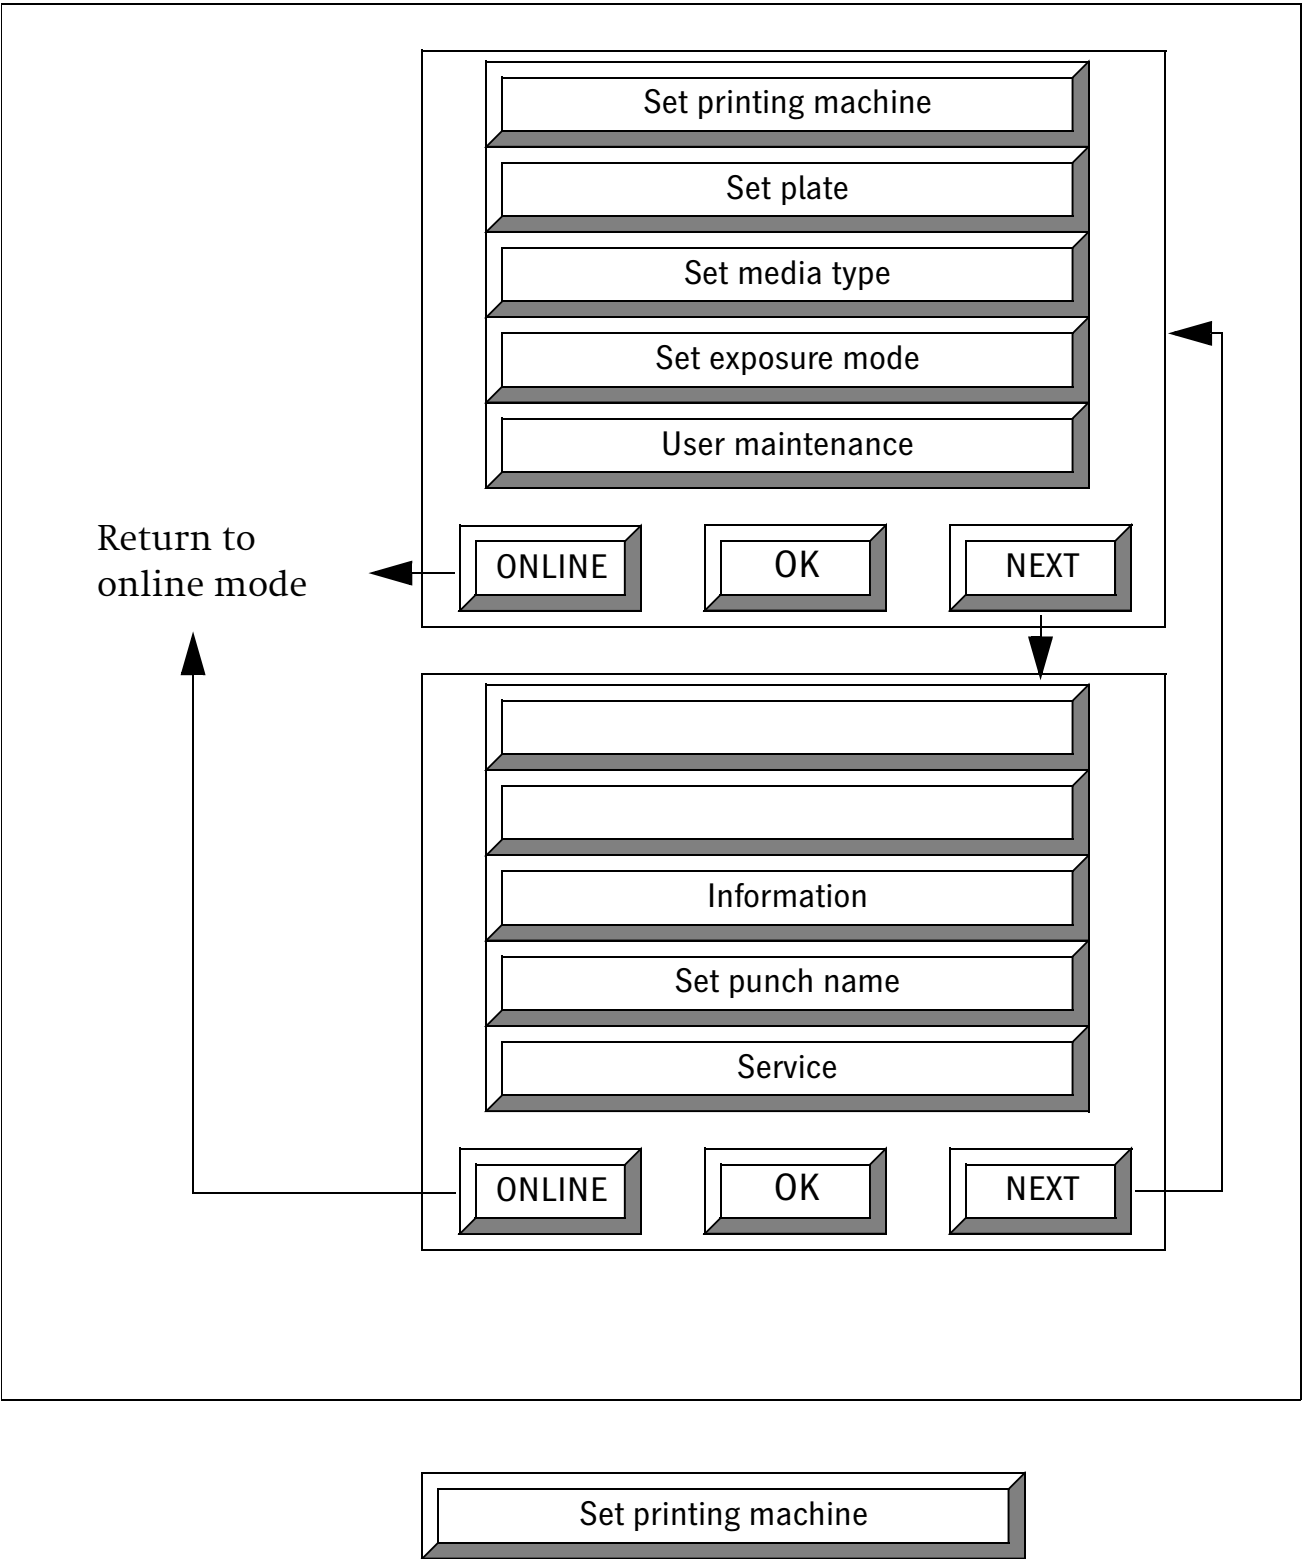 Set printing machine
Set plate
Set media type
Set exposure mode
User maintenance
Return to
online mode
ONLINE
OK
NEXT
Information
Set punch name
Service
ONLINE
OK
NEXT
Set printing machine